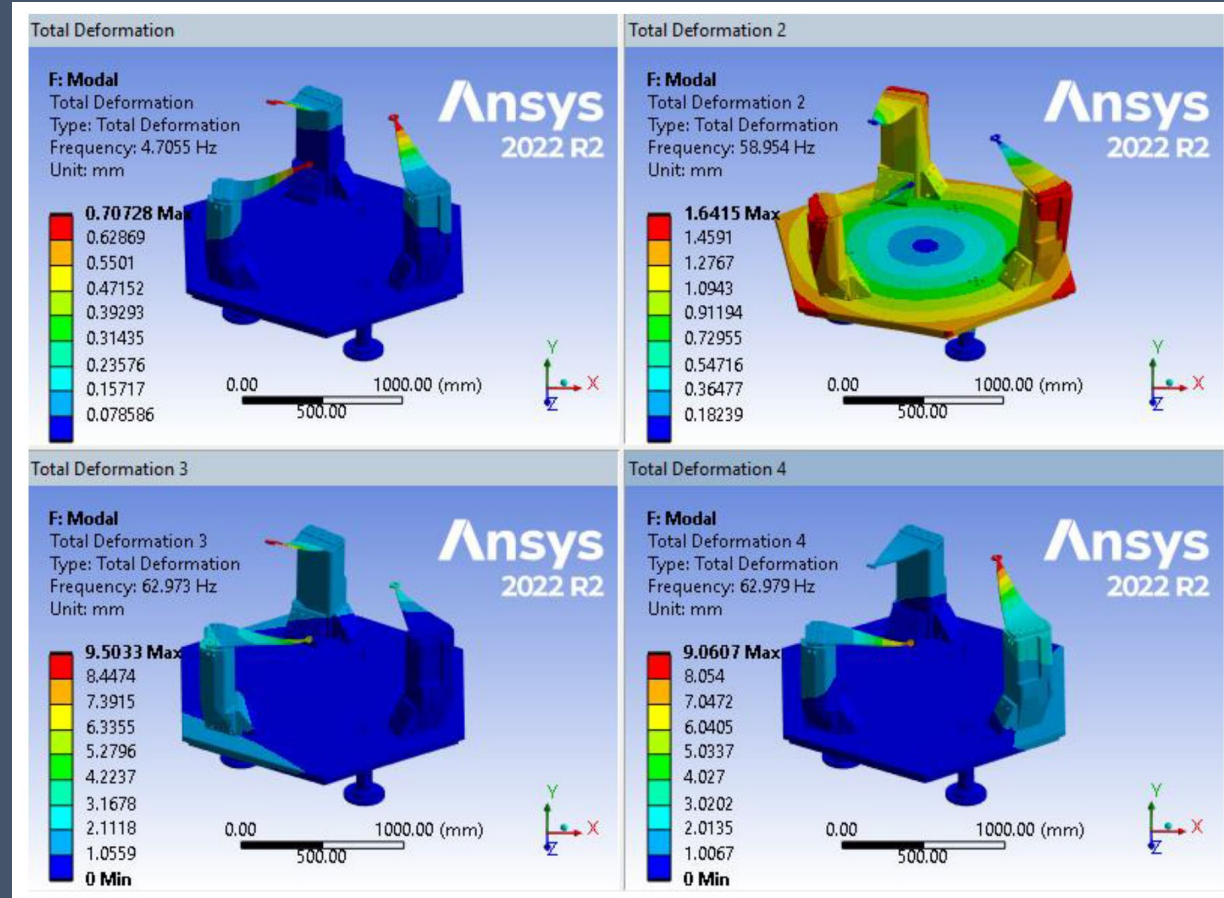 Total Deformation
F: Modal
Total Deformation
Type: Total Deformation
Frequency: 4.7055 Hz
Unit: mm
Ansys
2022 R2
0.70728 Max
0.62869
0.5501
0.47152
0.39293
0.31435
0.23576
0.15717
0.078586
0.00
1000.00 (mm)
500.00
Y
X
Z
Total Deformation 2
F: Modal
Total Deformation 2
Type: Total Deformation
Frequency: 58.954 Hz
Unit: mm
Ansys
2022 R2
1.6415 Max
1.4591
1.2767
1.0943
0.91194
0.72955
0.54716
0.36477
0.18239
0.00
1000.00 (mm)
500.00
Y
X
Z
Total Deformation 3
F: Modal
Total Deformation 3
Type: Total Deformation
Frequency: 62.973 Hz
Unit: mm
Ansys
2022 R2
9.5033 Max
8.4474
7.3915
6.3355
5.2796
4.2237
3.1678
2.1118
1.0559
0 Min
0.00
1000.00 (mm)
500.00
Y
X
Z
Total Deformation 4
F: Modal
Total Deformation 4
Type: Total Deformation
Frequency: 62.979 Hz
Unit: mm
Ansys
2022 R2
9.0607 Max
8.054
7.0472
6.0405
5.0337
4.027
3.0202
2.0135
1.0067
0 Min
0.00
1000.00 (mm)
500.00
Y
X
Z